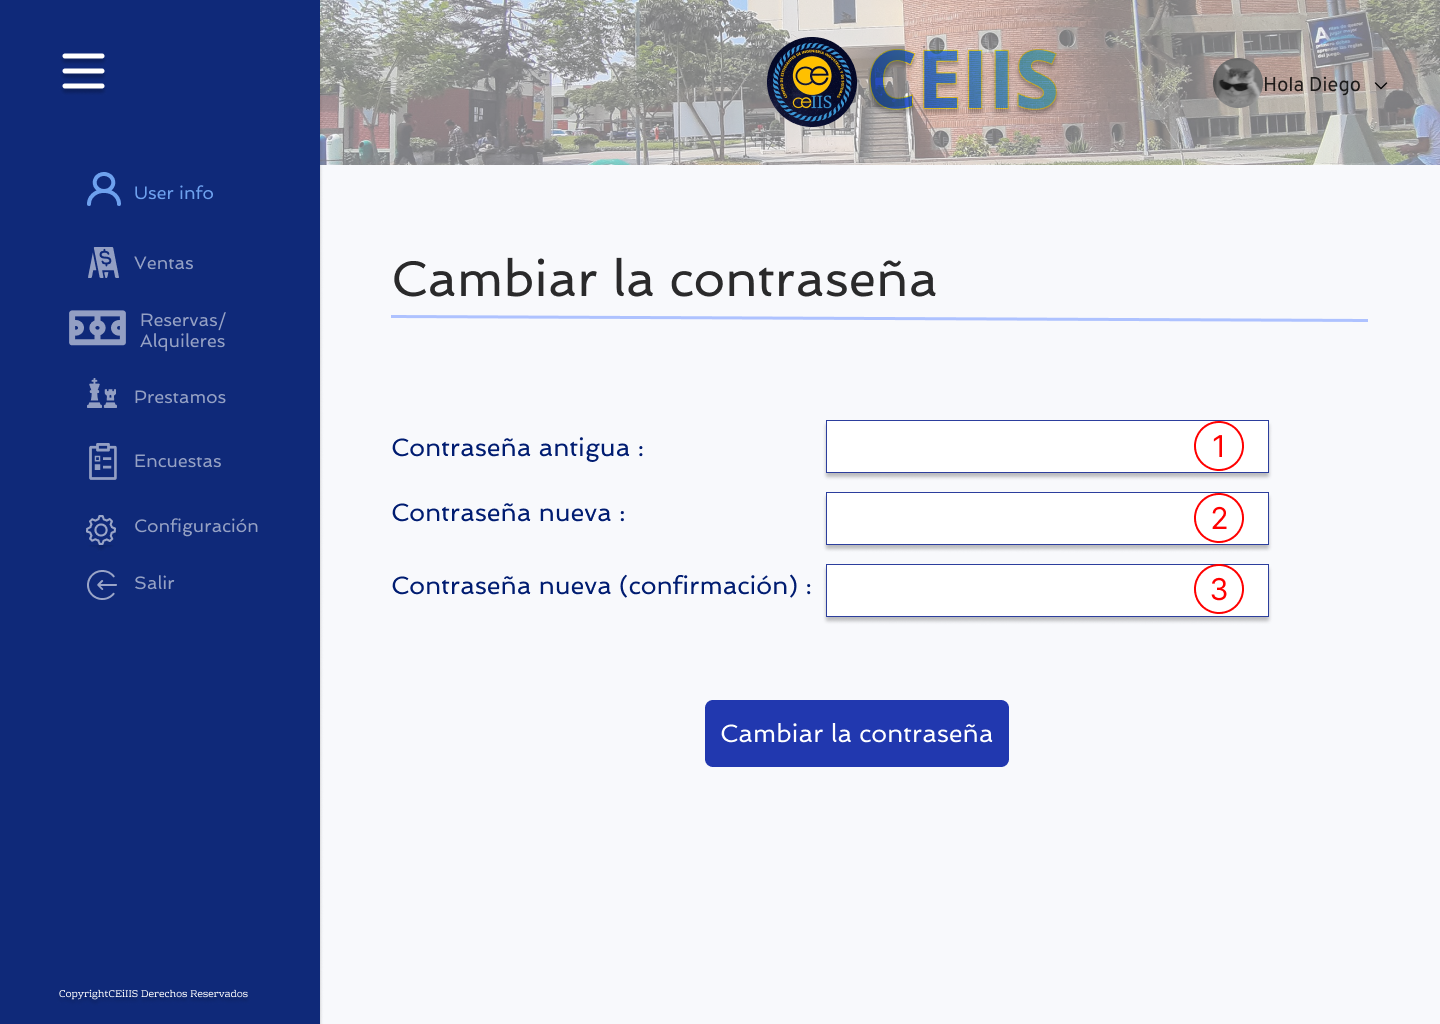 CEIIS
ce
ceIIS
Hola Diego
User info
Ventas
Reservas/
Alquileres
Prestamos
Encuestas
Configuración
Salir
CopyrightCEiIIS Derechos Reservados
Cambiar la contraseña
Contraseña antigua :
1
Contraseña nueva :
2
Contraseña nueva (confirmación) :
3
Cambiar la contraseña